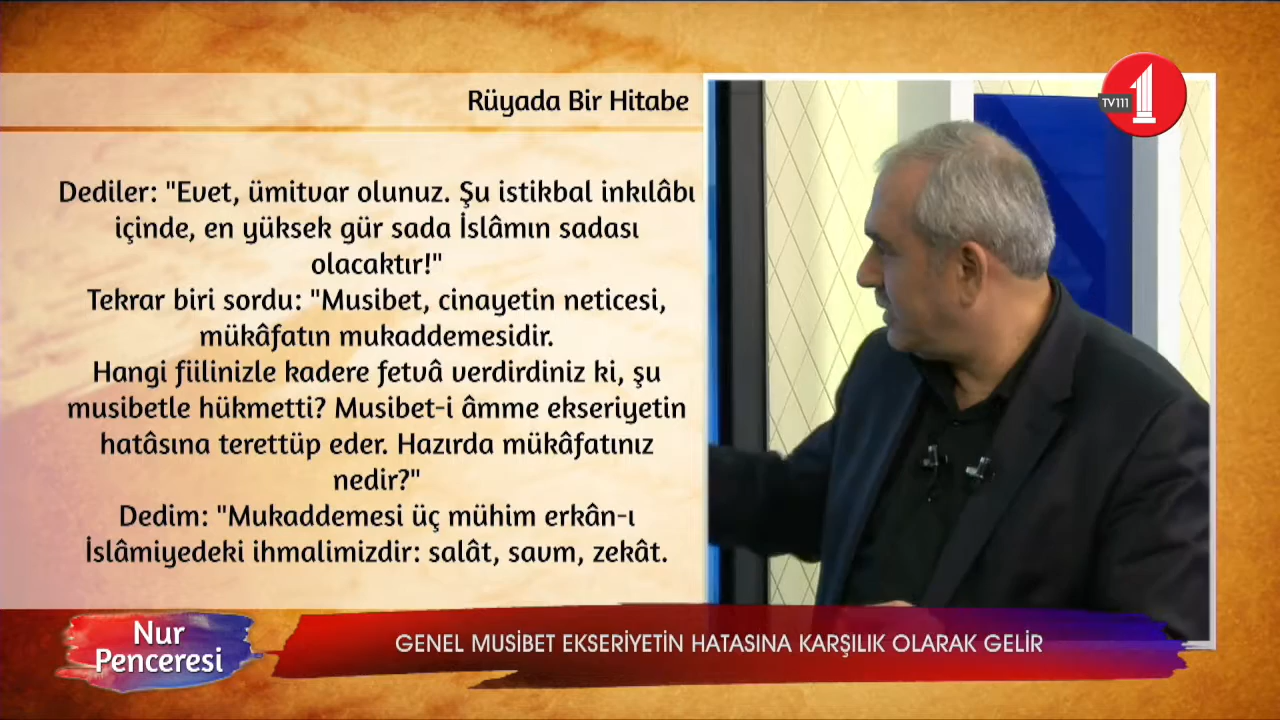 Rüyada Bir Hitabe
TV111
1
Dediler: "Evet, ümitvar olunuz. Şu istikbal inkılâbı
içinde, en yüksek gür sada İslâmın sadası
olacaktır!"
Tekrar biri sordu: "Musibet, cinayetin neticesi,
mükâfatın mukaddemesidir.
Hangi fiilinizle kadere fetvâ verdirdiniz ki, şu
musibetle hükmetti? Musibet-i âmme ekseriyetin
hatâsına terettüp eder. Hazırda mükâfatınız
nedir?"
Dedim: "Mukaddemesi üç mühim erkân-ı
İslâmiyedeki ihmalimizdir: salât, savm, zekât.
Nur
Penceresi
GENEL MUSİBET EKSERİYETİN HATASINA KARŞILIK OLARAK GELİR